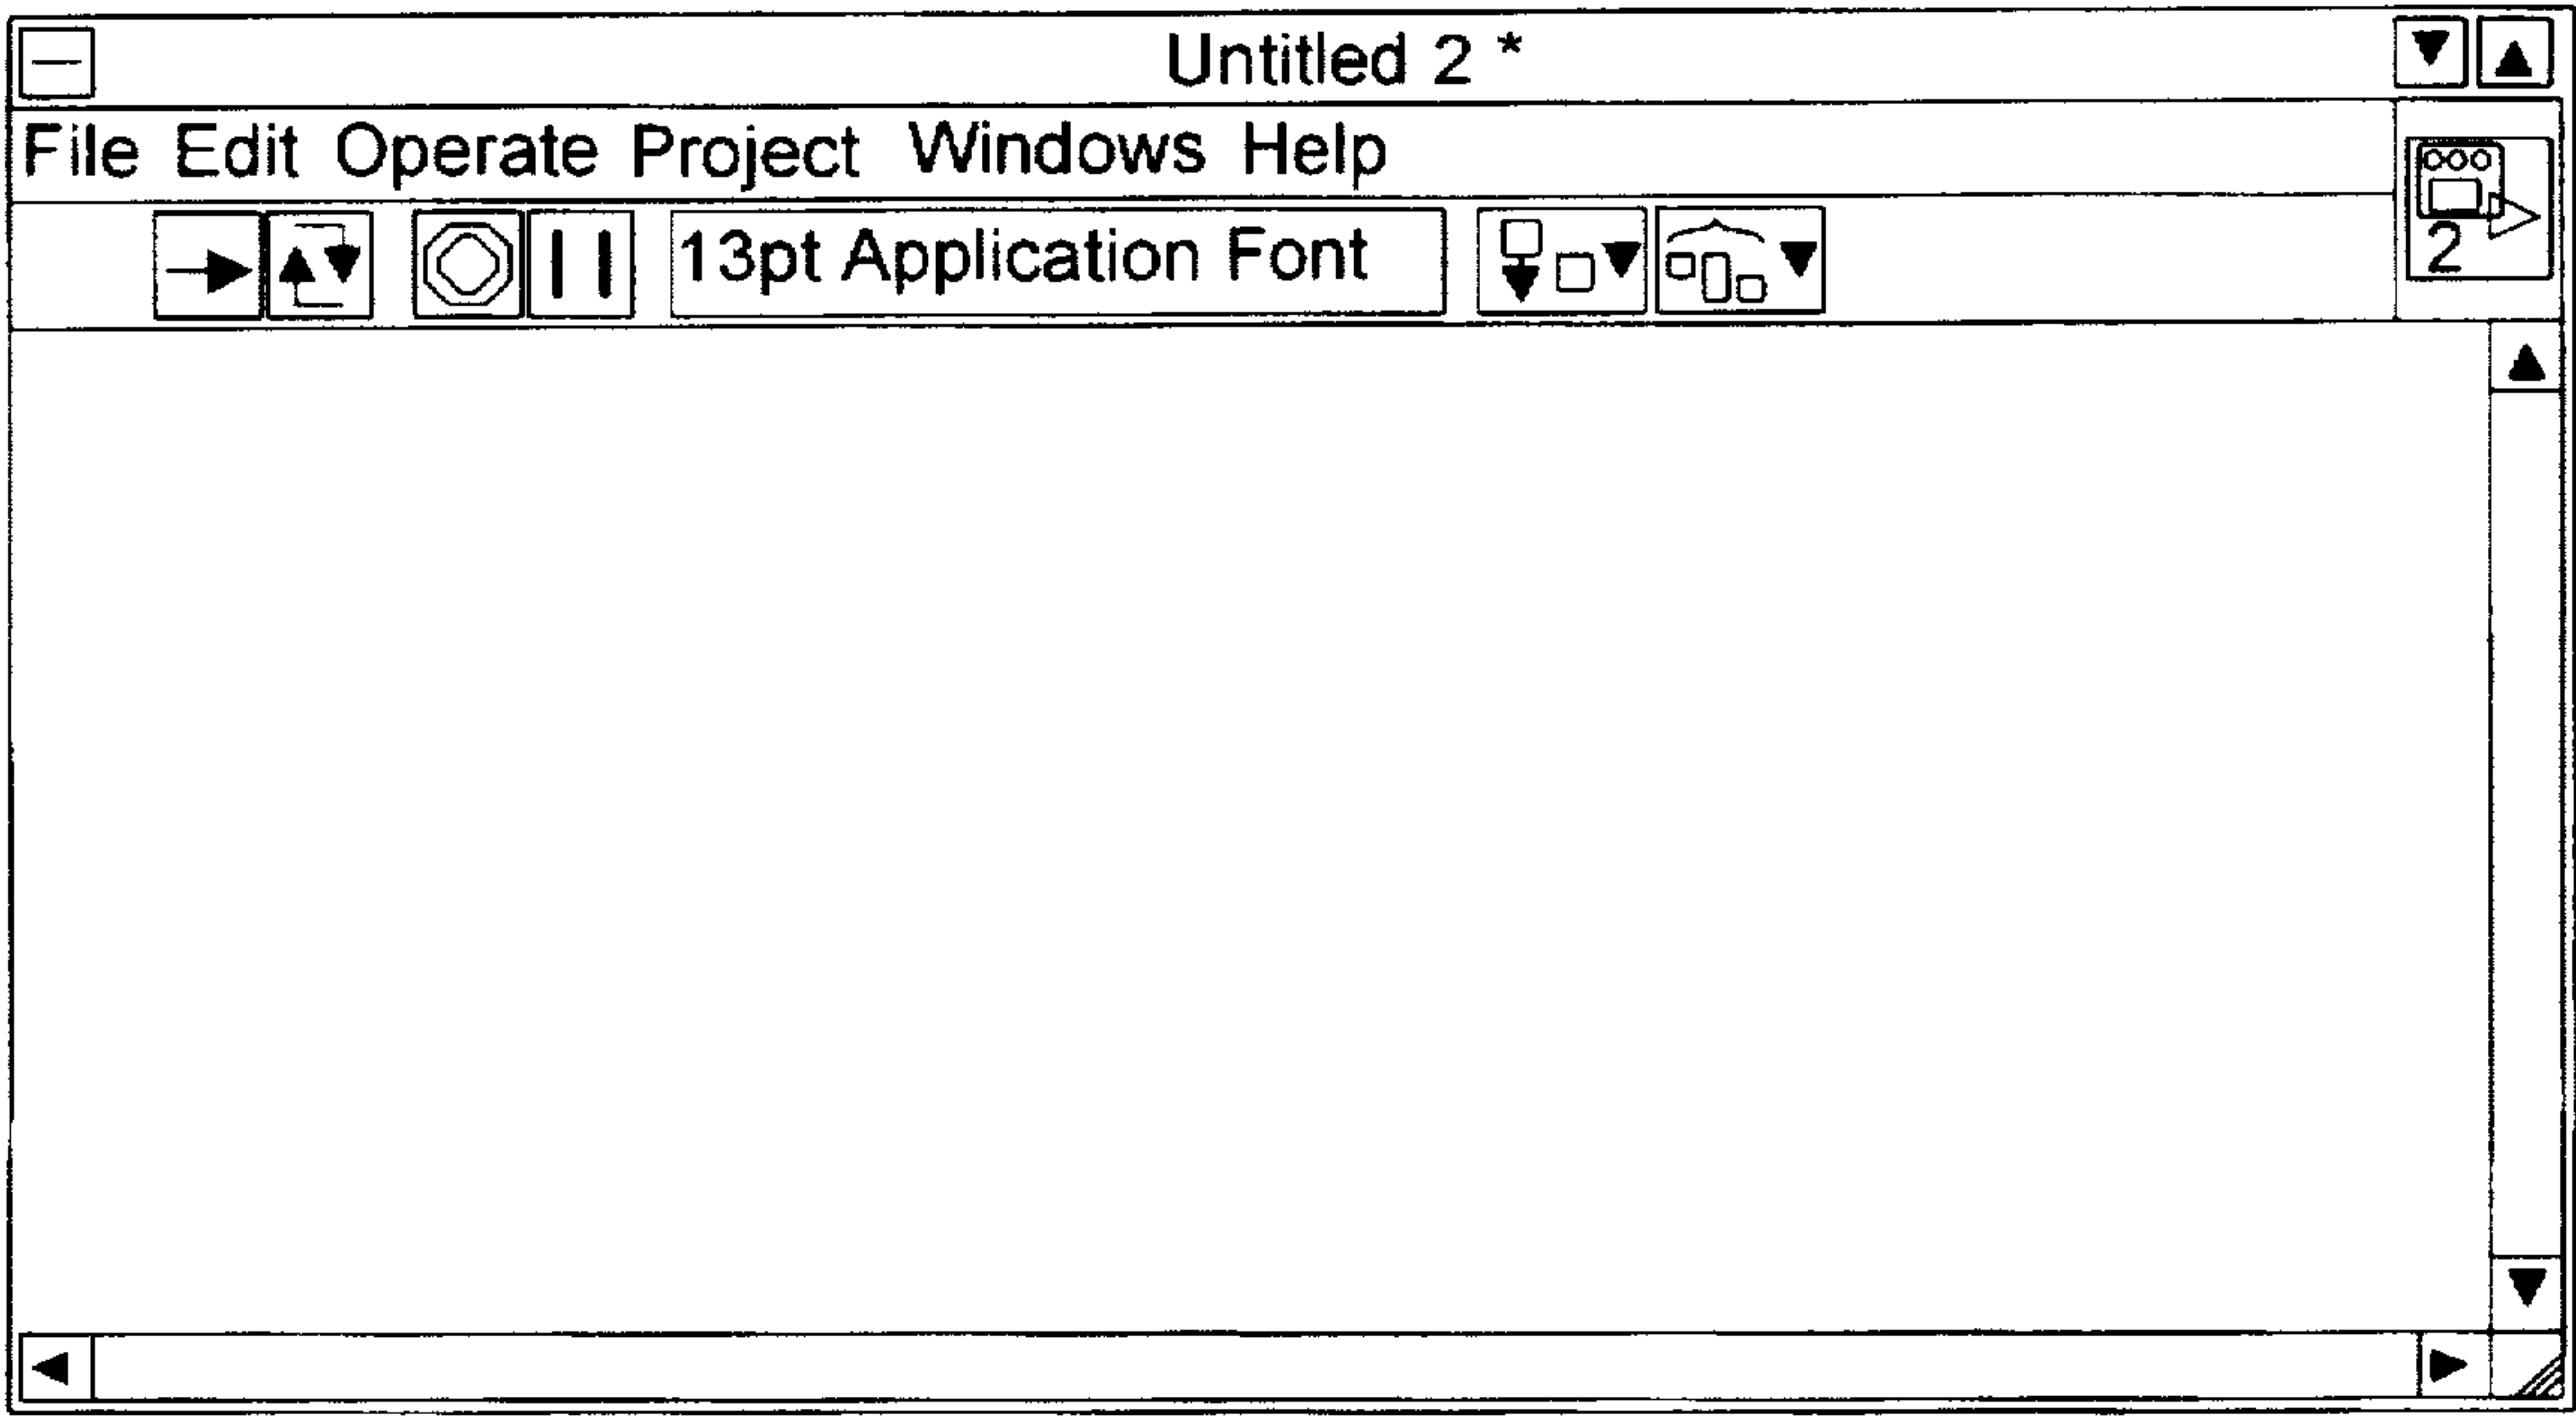 Untitled 2 *
File Edit Operate Project Windows Help
2
13pt Application Font